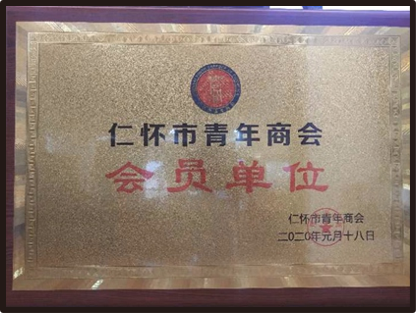 仁怀市青年商会
会员单位
仁怀市青年商会
二〇二〇年元月十八日